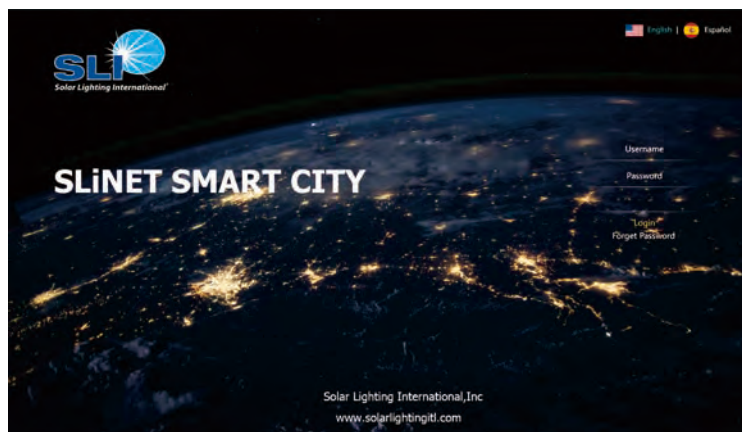 English | Español
SLI
Solar Lighting International
Username
SLiNET SMART CITY
Password
Login
Forget Password
Solar Lighting International,Inc
www.solarlightingitl.com